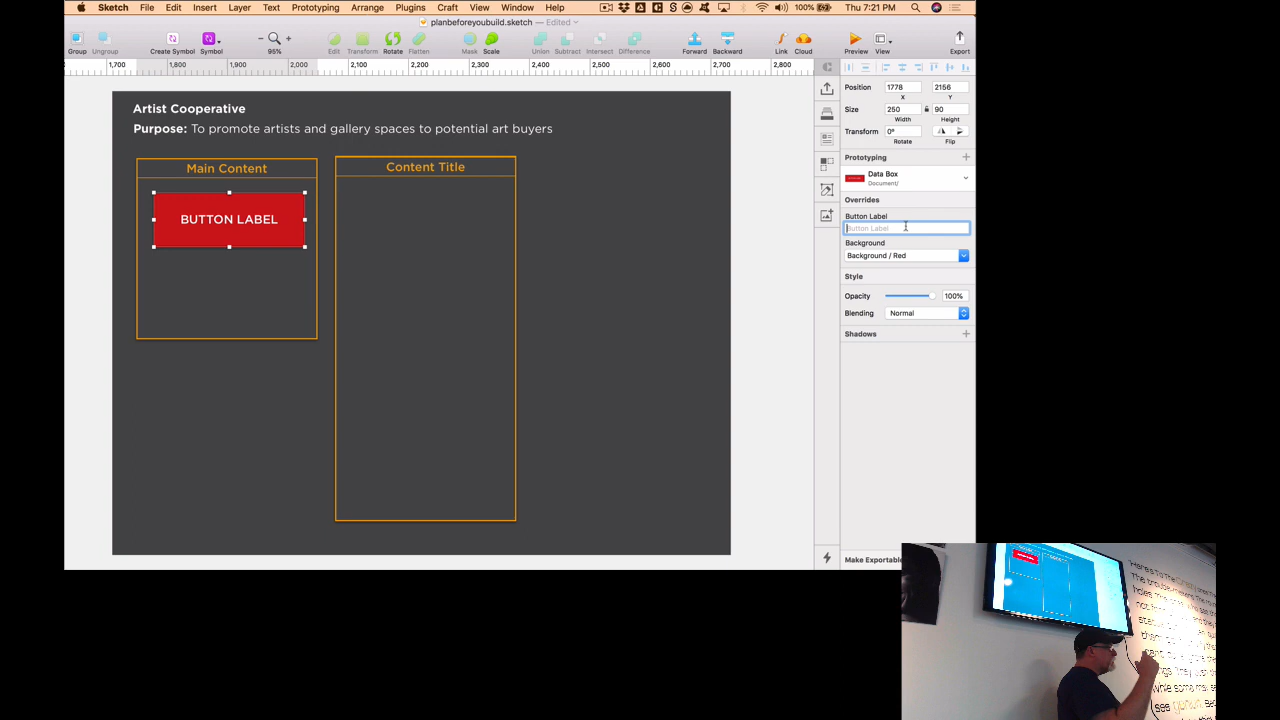 Sketch File Edit Insert Layer Text Prototyping Arrange Plugins Craft View Window Help 100% Thu 7:21 PM
planbeforeyoubuild.sketch — Edited
Group Ungroup Create Symbol Symbol 95% Edit Transform Rotate Flatten Mask Scale Union Subtract Intersect Difference Forward Backward Link Cloud Preview View Export
1,700 1,800 1,900 2,000 2,100 2,200 2,300 2,400 2,500 2,600 2,700 2,800
Position 1778 2156
X Y
Size 250 90
Width Height
Transform 0°
Rotate Flip
Prototyping
Data Box
Document/
Overrides
Button Label
Button Label
Background
Background / Red
Style
Opacity 100%
Blending Normal
Shadows
Make Exportable
Artist Cooperative
Purpose: To promote artists and gallery spaces to potential art buyers
Main Content
BUTTON LABEL
Content Title